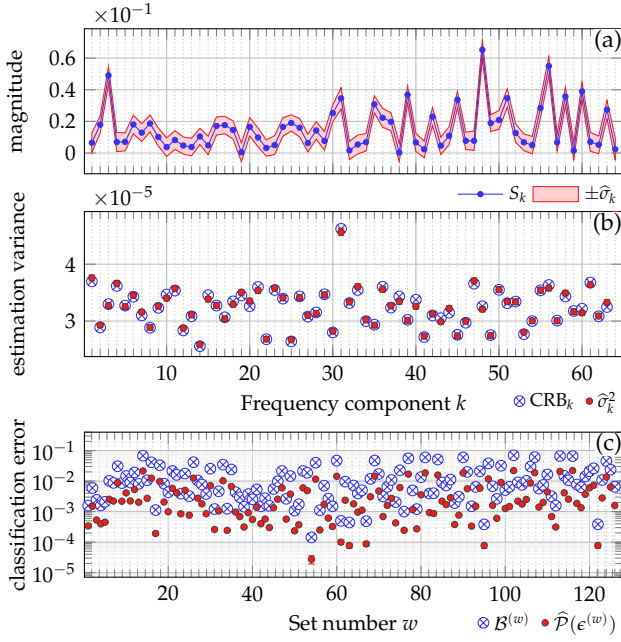 ×10⁻¹
(a)
magnitude
0.6
0.4
0.2
0
S_k ±σ̂_k
×10⁻⁵
(b)
estimation variance
4
3
10 20 30 40 50 60
Frequency component k
CRB_k σ̂²_k
(c)
classification error
10⁻¹
10⁻²
10⁻³
10⁻⁴
10⁻⁵
20 40 60 80 100 120
Set number w
ℬ^(w) 𝒫̂(ϵ^(w))